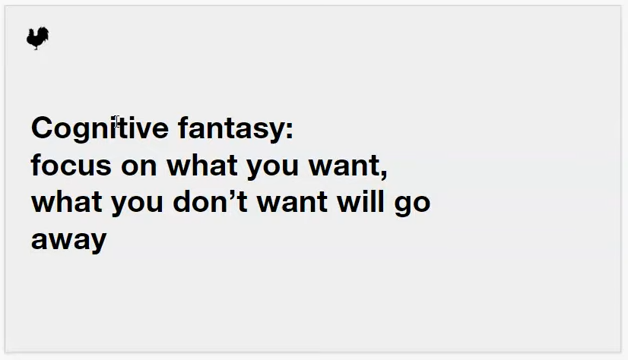 Cognitive fantasy:
focus on what you want,
what you don’t want will go
away